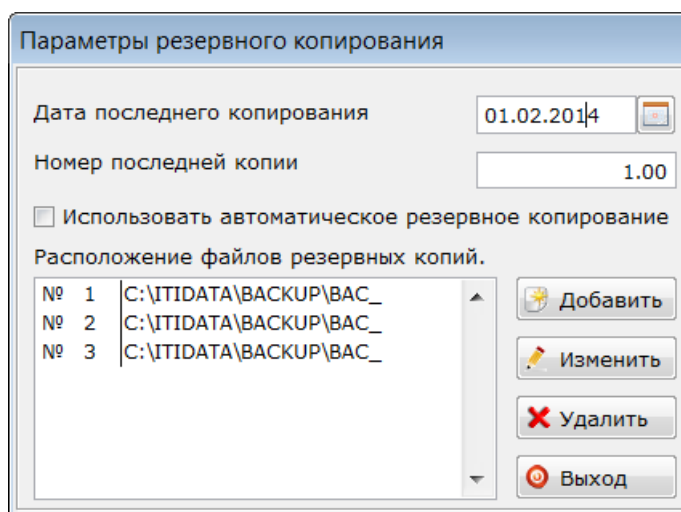 Параметры резервного копирования
Дата последнего копирования 01.02.2014
Номер последней копии 1.00
Использовать автоматическое резервное копирование
Расположение файлов резервных копий.
№ 1 C:\ITIDATA\BACKUP\BAC_
№ 2 C:\ITIDATA\BACKUP\BAC_
№ 3 C:\ITIDATA\BACKUP\BAC_
Добавить
Изменить
Удалить
Выход